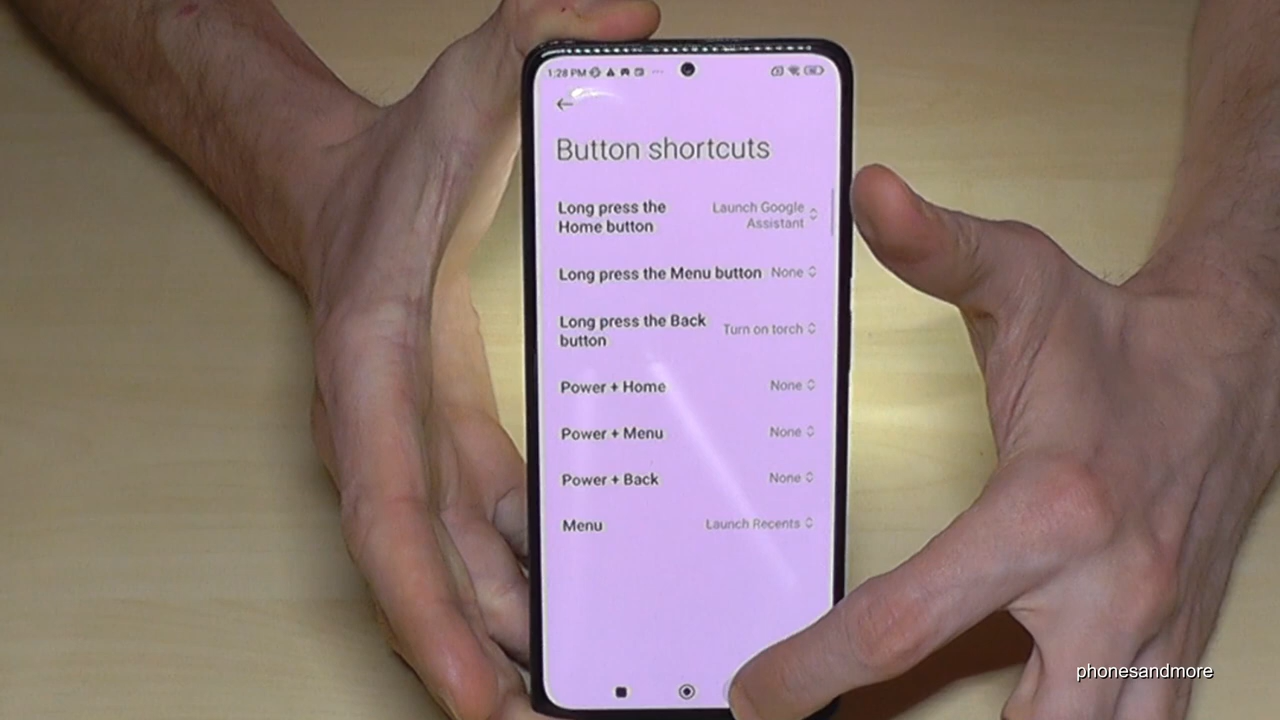 1:28 PM
Button shortcuts
Long press the
Home button
Launch Google
Assistant
Long press the Menu button None
Long press the Back
button
Turn on torch
Power + Home None
Power + Menu None
Power + Back None
Menu Launch Recents
phonesandmore